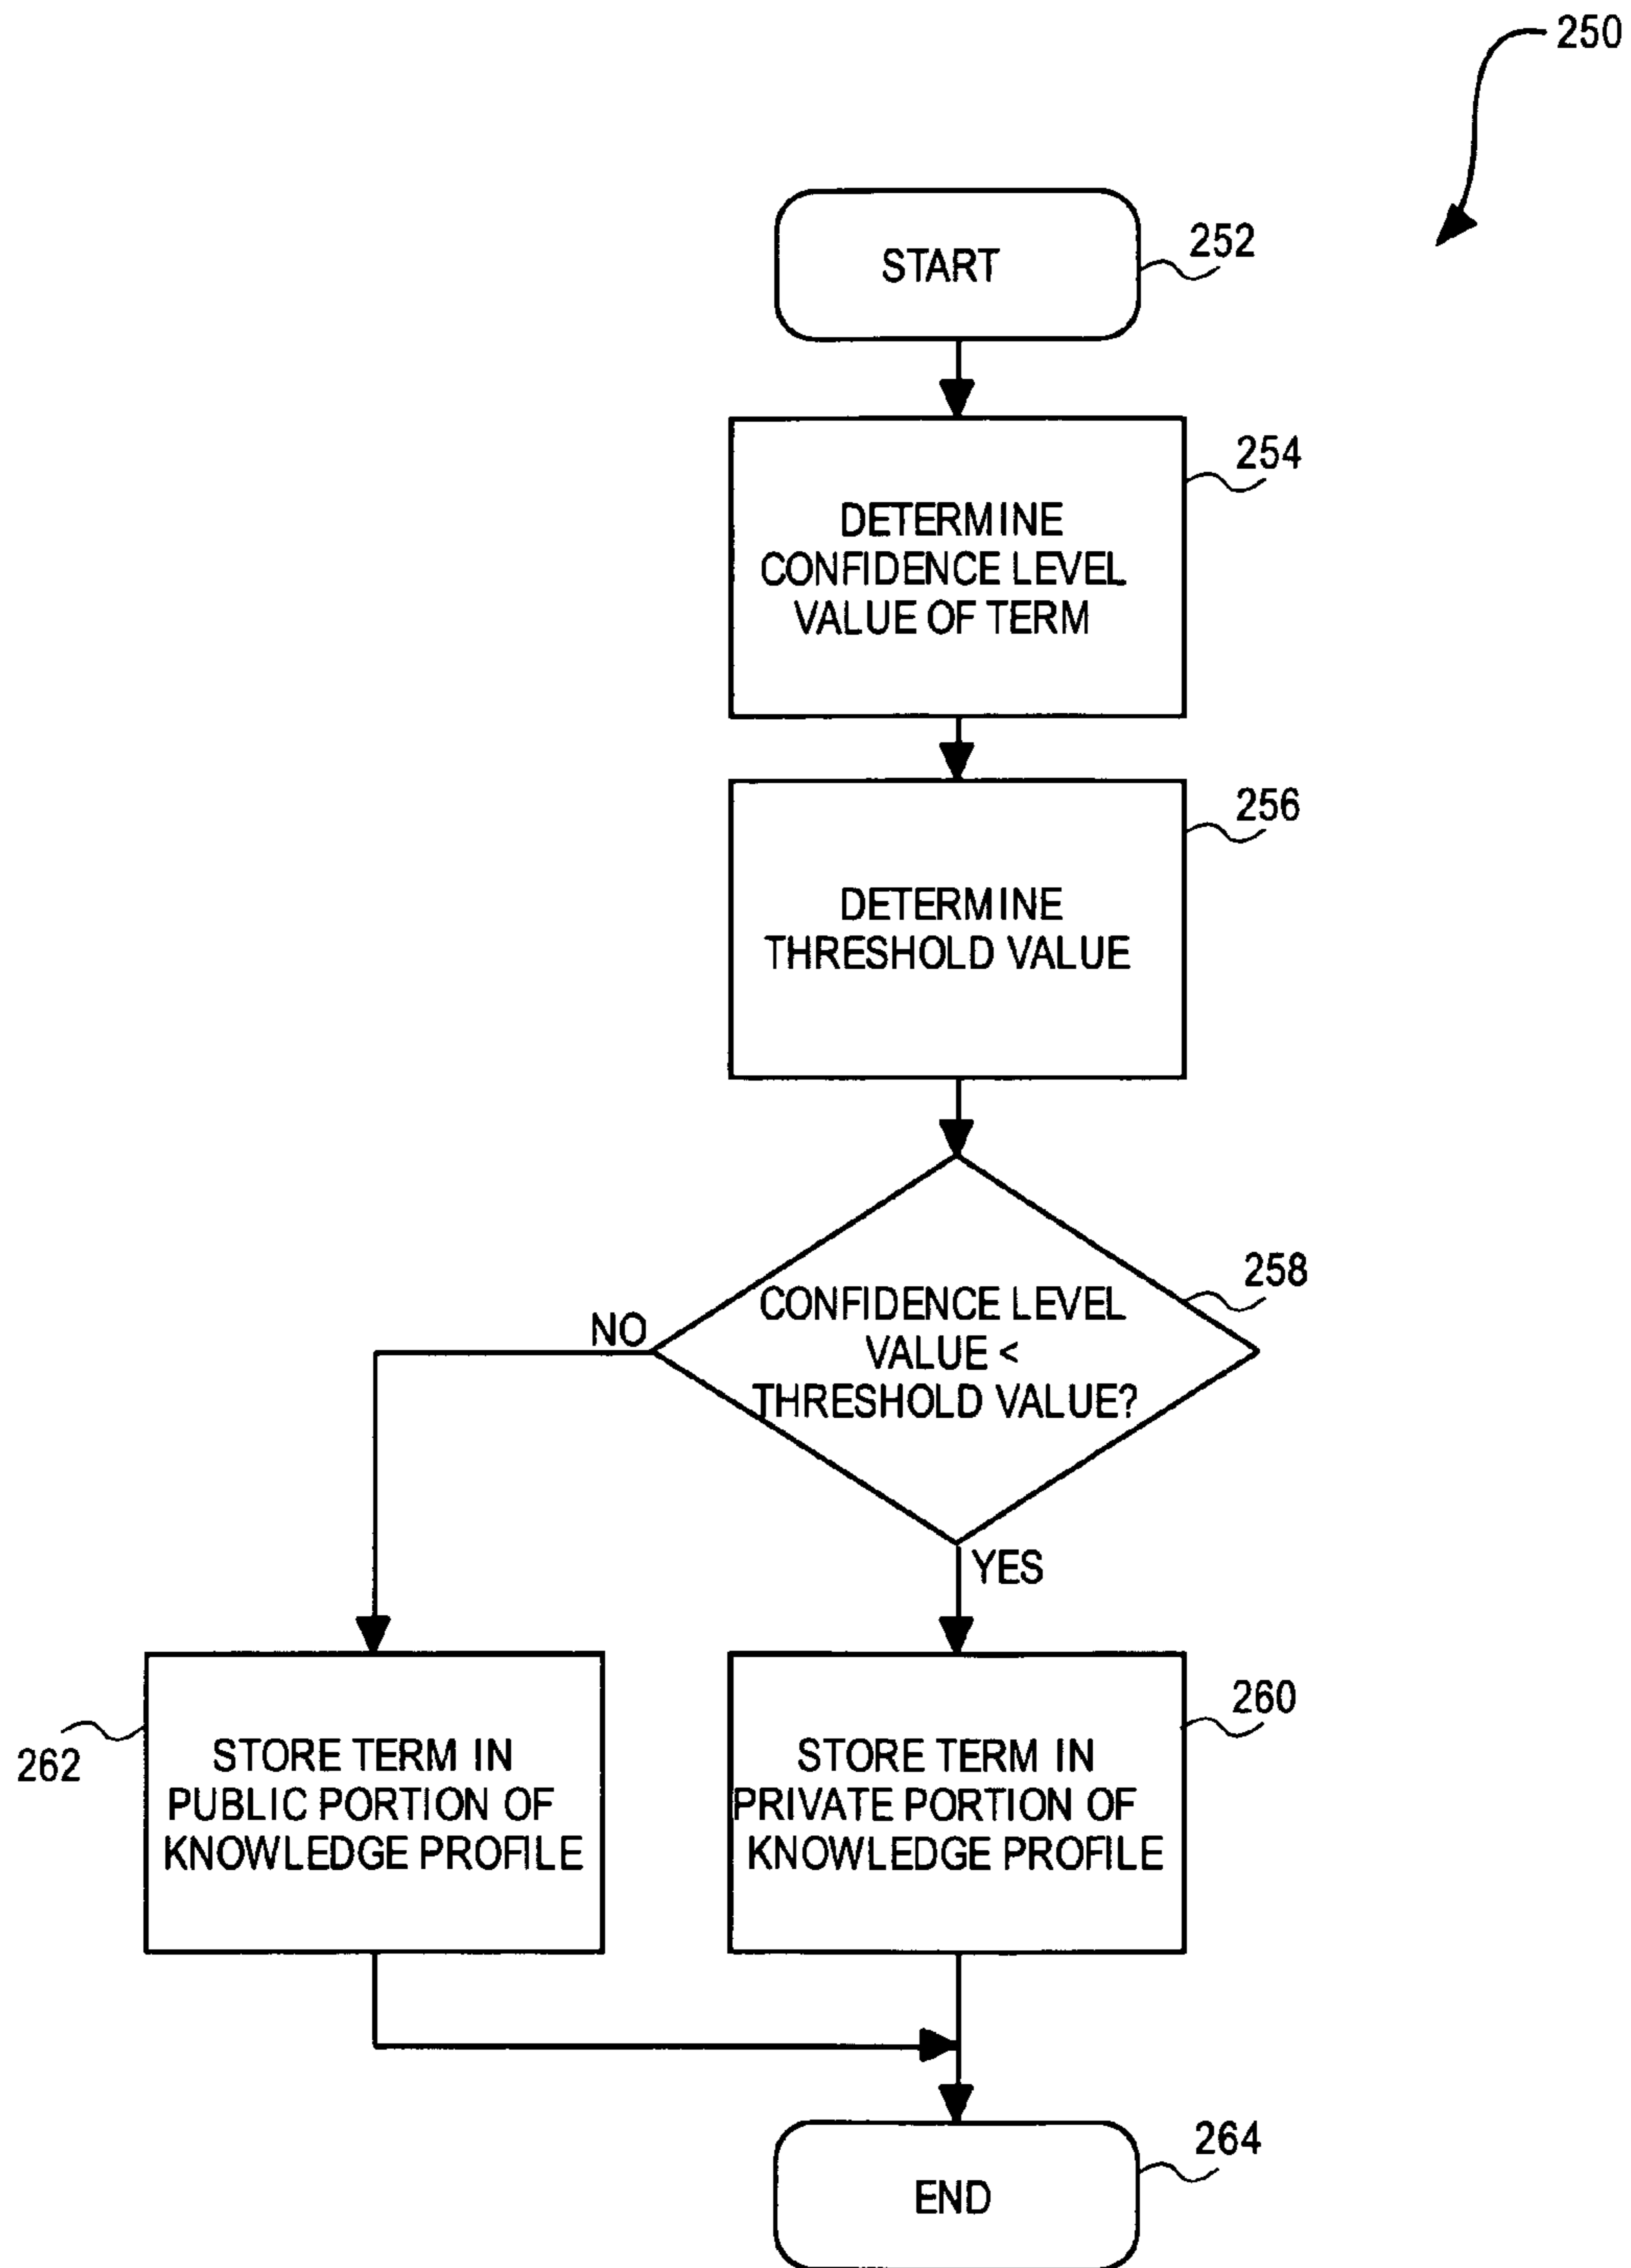 250
START
252
254
DETERMINE
CONFIDENCE LEVEL
VALUE OF TERM
256
DETERMINE
THRESHOLD VALUE
258
CONFIDENCE LEVEL
VALUE <
THRESHOLD VALUE?
NO
YES
262
STORE TERM IN
PUBLIC PORTION OF
KNOWLEDGE PROFILE
260
STORE TERM IN
PRIVATE PORTION OF
KNOWLEDGE PROFILE
264
END